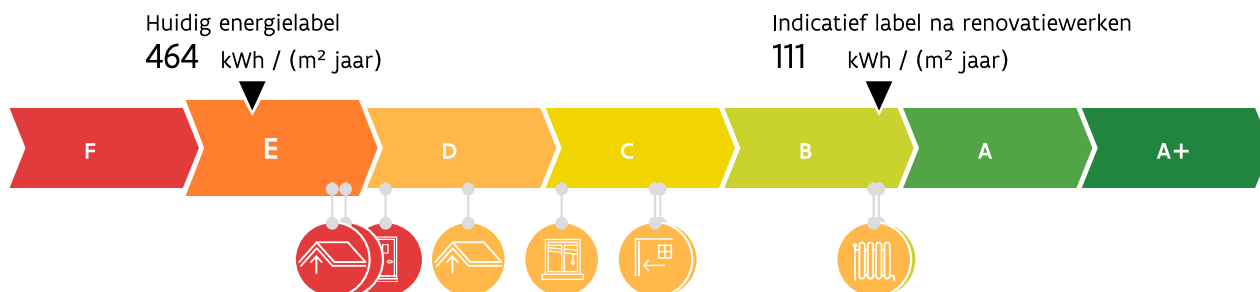 Huidig energielabel
464 kWh / (m² jaar)
Indicatief label na renovatiewerken
111 kWh / (m² jaar)
F E D C B A A+